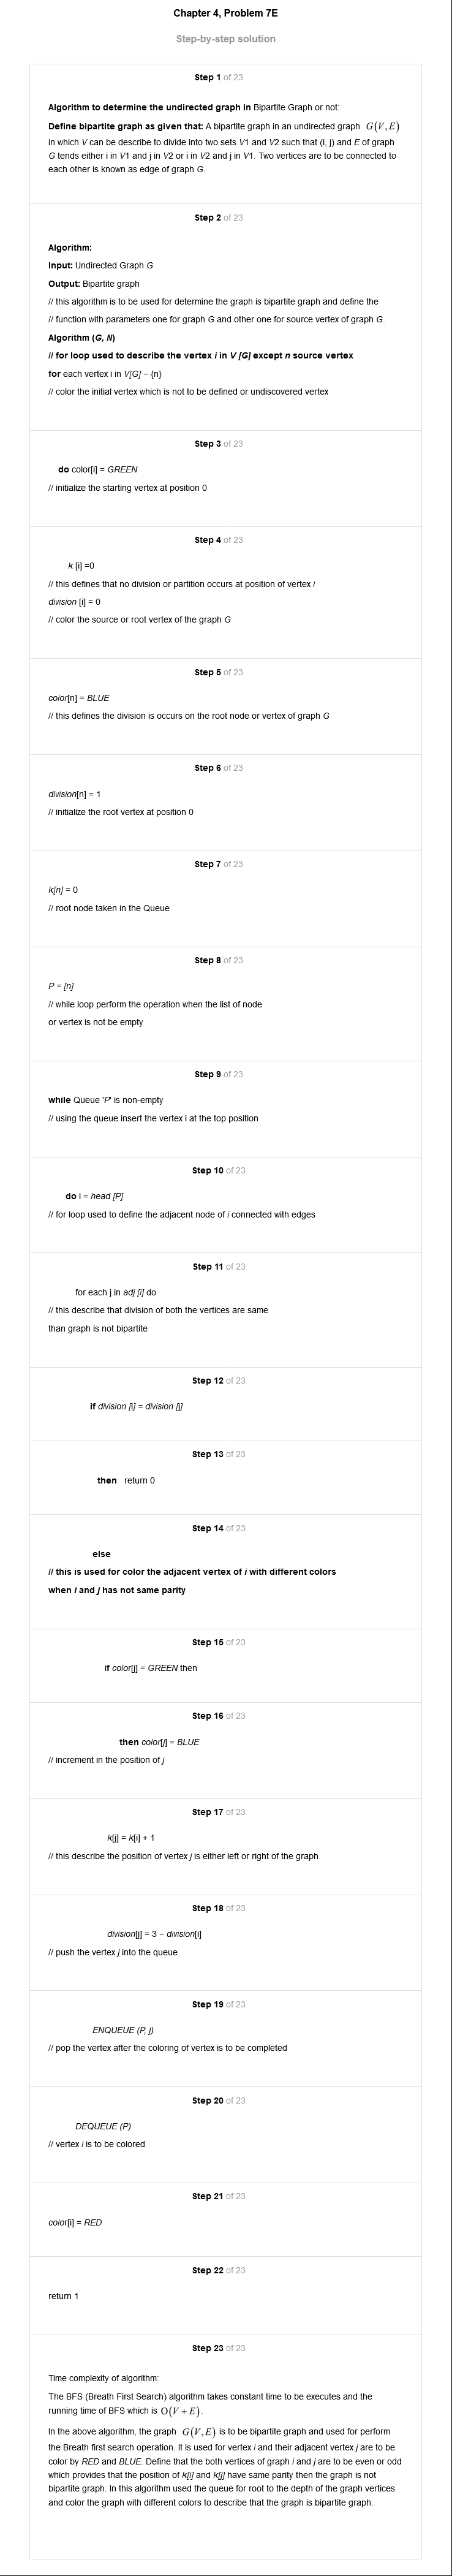 Chapter 4, Problem 7E
Step-by-step solution
Step 1 of 23
Algorithm to determine the undirected graph in Bipartite Graph or not:
Define bipartite graph as given that: A bipartite graph in an undirected graph G(V,E)
in which V can be describe to divide into two sets V1 and V2 such that (i, j) and E of graph
G tends either i in V1 and j in V2 or i in V2 and j in V1. Two vertices are to be connected to
each other is known as edge of graph G.
Step 2 of 23
Algorithm:
Input: Undirected Graph G
Output: Bipartite graph
// this algorithm is to be used for determine the graph is bipartite graph and define the
// function with parameters one for graph G and other one for source vertex of graph G.
Algorithm (G, N)
// for loop used to describe the vertex i in V [G] except n source vertex
for each vertex i in V[G] − {n}
// color the initial vertex which is not to be defined or undiscovered vertex
Step 3 of 23
do color[i] = GREEN
// initialize the starting vertex at position 0
Step 4 of 23
K [i] =0
// this defines that no division or partition occurs at position of vertex i
division [i] = 0
// color the source or root vertex of the graph G
Step 5 of 23
color[n] = BLUE
// this defines the division is occurs on the root node or vertex of graph G
Step 6 of 23
division[n] = 1
// initialize the root vertex at position 0
Step 7 of 23
k[n] = 0
// root node taken in the Queue
Step 8 of 23
P = [n]
// while loop perform the operation when the list of node
or vertex is not be empty
Step 9 of 23
while Queue 'P' is non-empty
// using the queue insert the vertex i at the top position
Step 10 of 23
do i = head [P]
// for loop used to define the adjacent node of i connected with edges
Step 11 of 23
for each j in adj [i] do
// this describe that division of both the vertices are same
than graph is not bipartite
Step 12 of 23
if division [i] = division [j]
Step 13 of 23
then return 0
Step 14 of 23
else
// this is used for color the adjacent vertex of i with different colors
when i and j has not same parity
Step 15 of 23
if color[j] = GREEN then
Step 16 of 23
then color[j] = BLUE
// increment in the position of j
Step 17 of 23
k[j] = k[i] + 1
// this describe the position of vertex j is either left or right of the graph
Step 18 of 23
division[j] = 3 − division[i]
// push the vertex j into the queue
Step 19 of 23
ENQUEUE (P, j)
// pop the vertex after the coloring of vertex is to be completed
Step 20 of 23
DEQUEUE (P)
// vertex i is to be colored
Step 21 of 23
color[i] = RED
Step 22 of 23
return 1
Step 23 of 23
Time complexity of algorithm:
The BFS (Breath First Search) algorithm takes constant time to be executes and the
running time of BFS which is O(V + E).
In the above algorithm, the graph G(V,E) is to be bipartite graph and used for perform
the Breath first search operation. It is used for vertex i and their adjacent vertex j are to be
color by RED and BLUE. Define that the both vertices of graph i and j are to be even or odd
which provides that the position of K[i] and K[j] have same parity then the graph is not
bipartite graph. In this algorithm used the queue for root to the depth of the graph vertices
and color the graph with different colors to describe that the graph is bipartite graph.